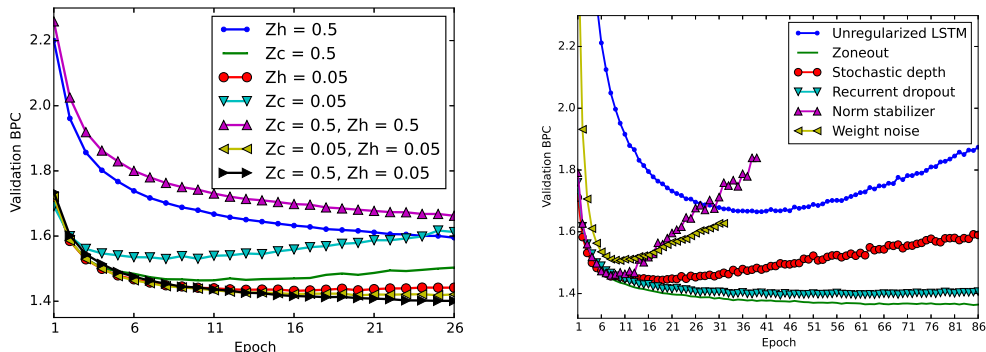 2.2
2.0
1.8
1.6
1.4
Validation BPC
1 6 11 16 21 26
Epoch
Zh = 0.5
Zc = 0.5
Zh = 0.05
Zc = 0.05
Zc = 0.5, Zh = 0.5
Zc = 0.05, Zh = 0.05
Zc = 0.5, Zh = 0.05
2.2
2.0
1.8
1.6
1.4
Validation BPC
1 6 11 16 21 26 31 36 41 46 51 56 61 66 71 76 81 86
Epoch
Unregularized LSTM
Zoneout
Stochastic depth
Recurrent dropout
Norm stabilizer
Weight noise